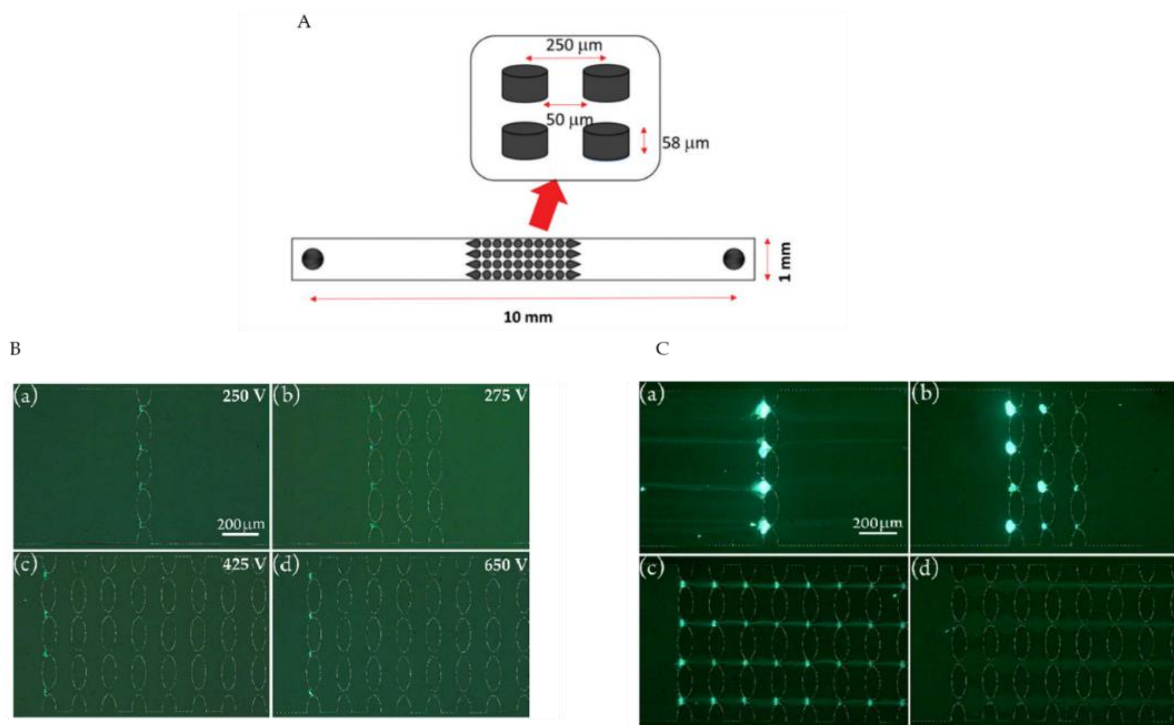 A
250 μm
50 μm
58 μm
1 mm
10 mm
B
C
(a)
250 V
200μm
(b)
275 V
(c)
425 V
(d)
650 V
(a)
200μm
(b)
(c)
(d)